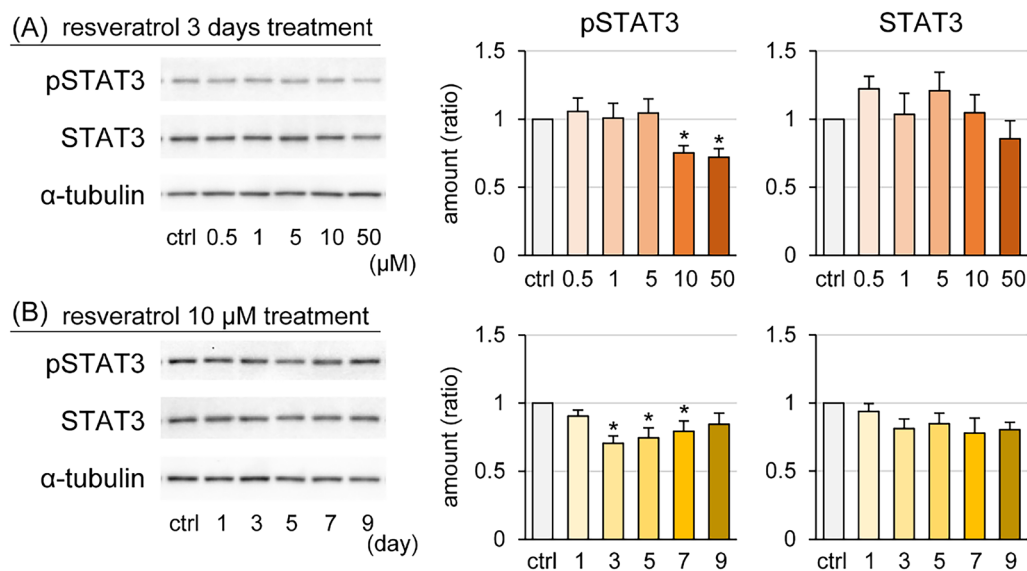 (A) resveratrol 3 days treatment
pSTAT3
STAT3
α-tubulin
ctrl 0.5 1 5 10 50
(μM)
pSTAT3
amount (ratio)
1.5
1
0.5
0
* *
ctrl 0.5 1 5 10 50
STAT3
1.5
1
0.5
0
ctrl 0.5 1 5 10 50
(B) resveratrol 10 μM treatment
pSTAT3
STAT3
α-tubulin
ctrl 1 3 5 7 9
(day)
amount (ratio)
1.5
1
0.5
0
* * *
ctrl 1 3 5 7 9
1.5
1
0.5
0
ctrl 1 3 5 7 9